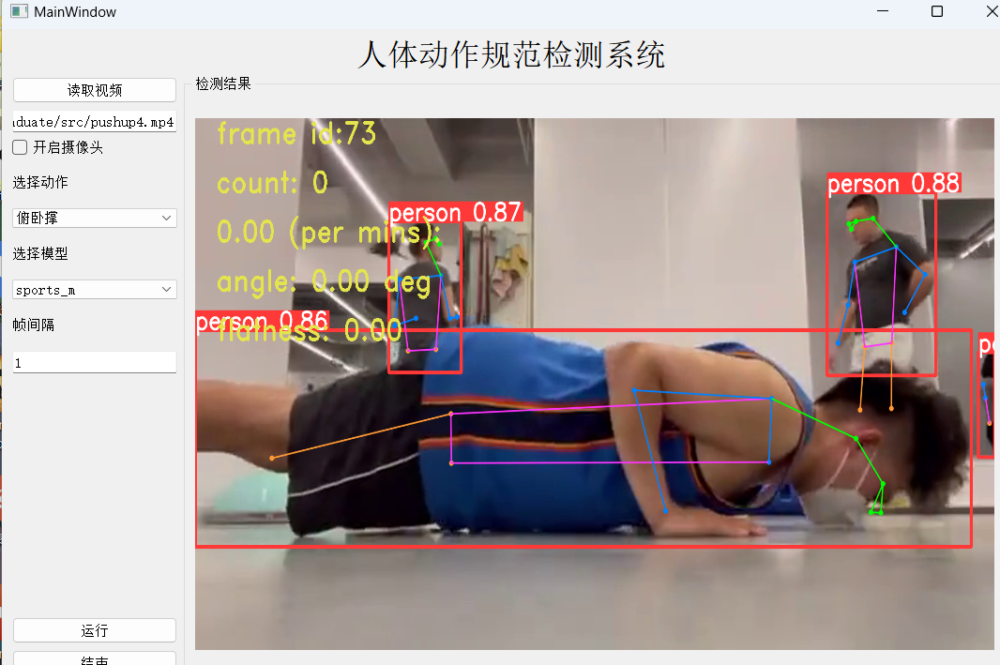 MainWindow
人体动作规范检测系统
读取视频
duate/src/pushup4.mp4
开启摄像头
选择动作
俯卧撑
选择模型
sports_m
帧间隔
1
运行
结束
检测结果
frame id:73
count: 0
0.00 (per mins):
angle: 0.00 deg
flatness: 0.00
person 0.87
person 0.88
person 0.86